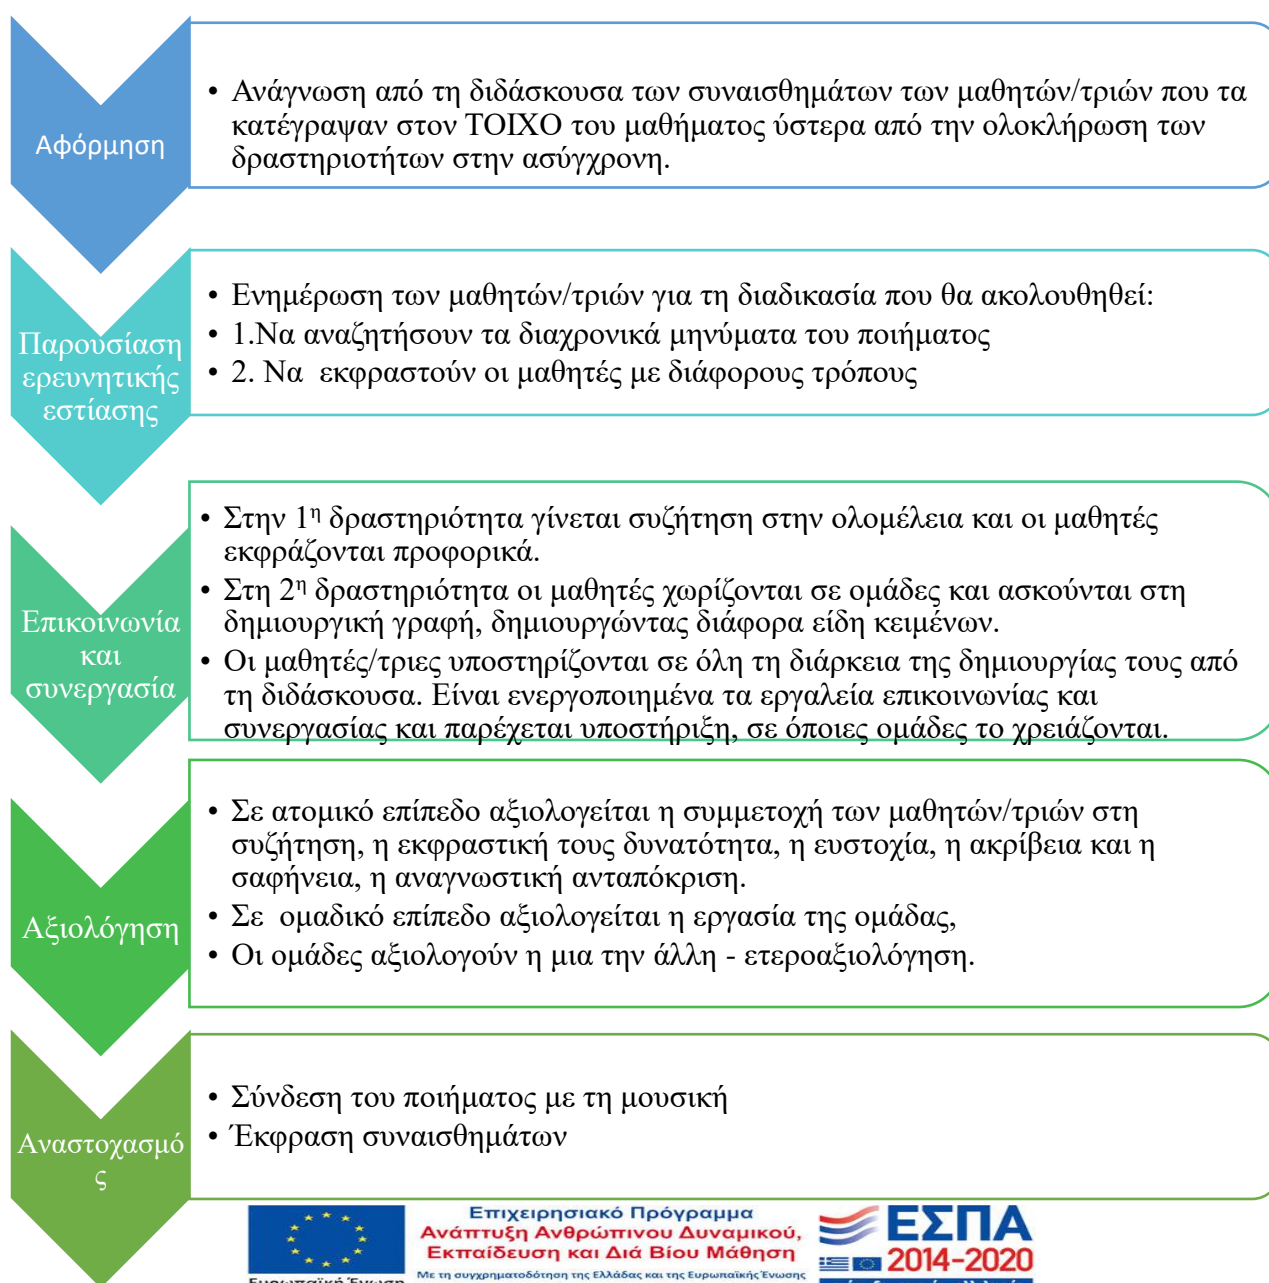 Αφόρμηση
• Ανάγνωση από τη διδάσκουσα των συναισθημάτων των μαθητών/τριών που τα
κατέγραψαν στον ΤΟΙΧΟ του μαθήματος ύστερα από την ολοκλήρωση των
δραστηριοτήτων στην ασύγχρονη.
Παρουσίαση
ερευνητικής
εστίασης
• Ενημέρωση των μαθητών/τριών για τη διαδικασία που θα ακολουθηθεί:
• 1.Να αναζητήσουν τα διαχρονικά μηνύματα του ποιήματος
• 2. Να  εκφραστούν οι μαθητές με διάφορους τρόπους
Επικοινωνία
και
συνεργασία
• Στην 1η δραστηριότητα γίνεται συζήτηση στην ολομέλεια και οι μαθητές
εκφράζονται προφορικά.
• Στη 2η δραστηριότητα οι μαθητές χωρίζονται σε ομάδες και ασκούνται στη
δημιουργική γραφή, δημιουργώντας διάφορα είδη κειμένων.
• Οι μαθητές/τριες υποστηρίζονται σε όλη τη διάρκεια της δημιουργίας τους από
τη διδάσκουσα. Είναι ενεργοποιημένα τα εργαλεία επικοινωνίας και
συνεργασίας και παρέχεται υποστήριξη, σε όποιες ομάδες το χρειάζονται.
Αξιολόγηση
• Σε ατομικό επίπεδο αξιολογείται η συμμετοχή των μαθητών/τριών στη
συζήτηση, η εκφραστική τους δυνατότητα, η ευστοχία, η ακρίβεια και η
σαφήνεια, η αναγνωστική ανταπόκριση.
• Σε  ομαδικό επίπεδο αξιολογείται η εργασία της ομάδας,
• Οι ομάδες αξιολογούν η μια την άλλη - ετεροαξιολόγηση.
Αναστοχασμό
ς
• Σύνδεση του ποιήματος με τη μουσική
• Έκφραση συναισθημάτων
Επιχειρησιακό Πρόγραμμα
Ανάπτυξη Ανθρώπινου Δυναμικού,
Εκπαίδευση και Διά Βίου Μάθηση
Με τη συγχρηματοδότηση της Ελλάδας και της Ευρωπαϊκής Ένωσης
Ευρωπαϊκή Ένωση
ΕΣΠΑ
2014-2020